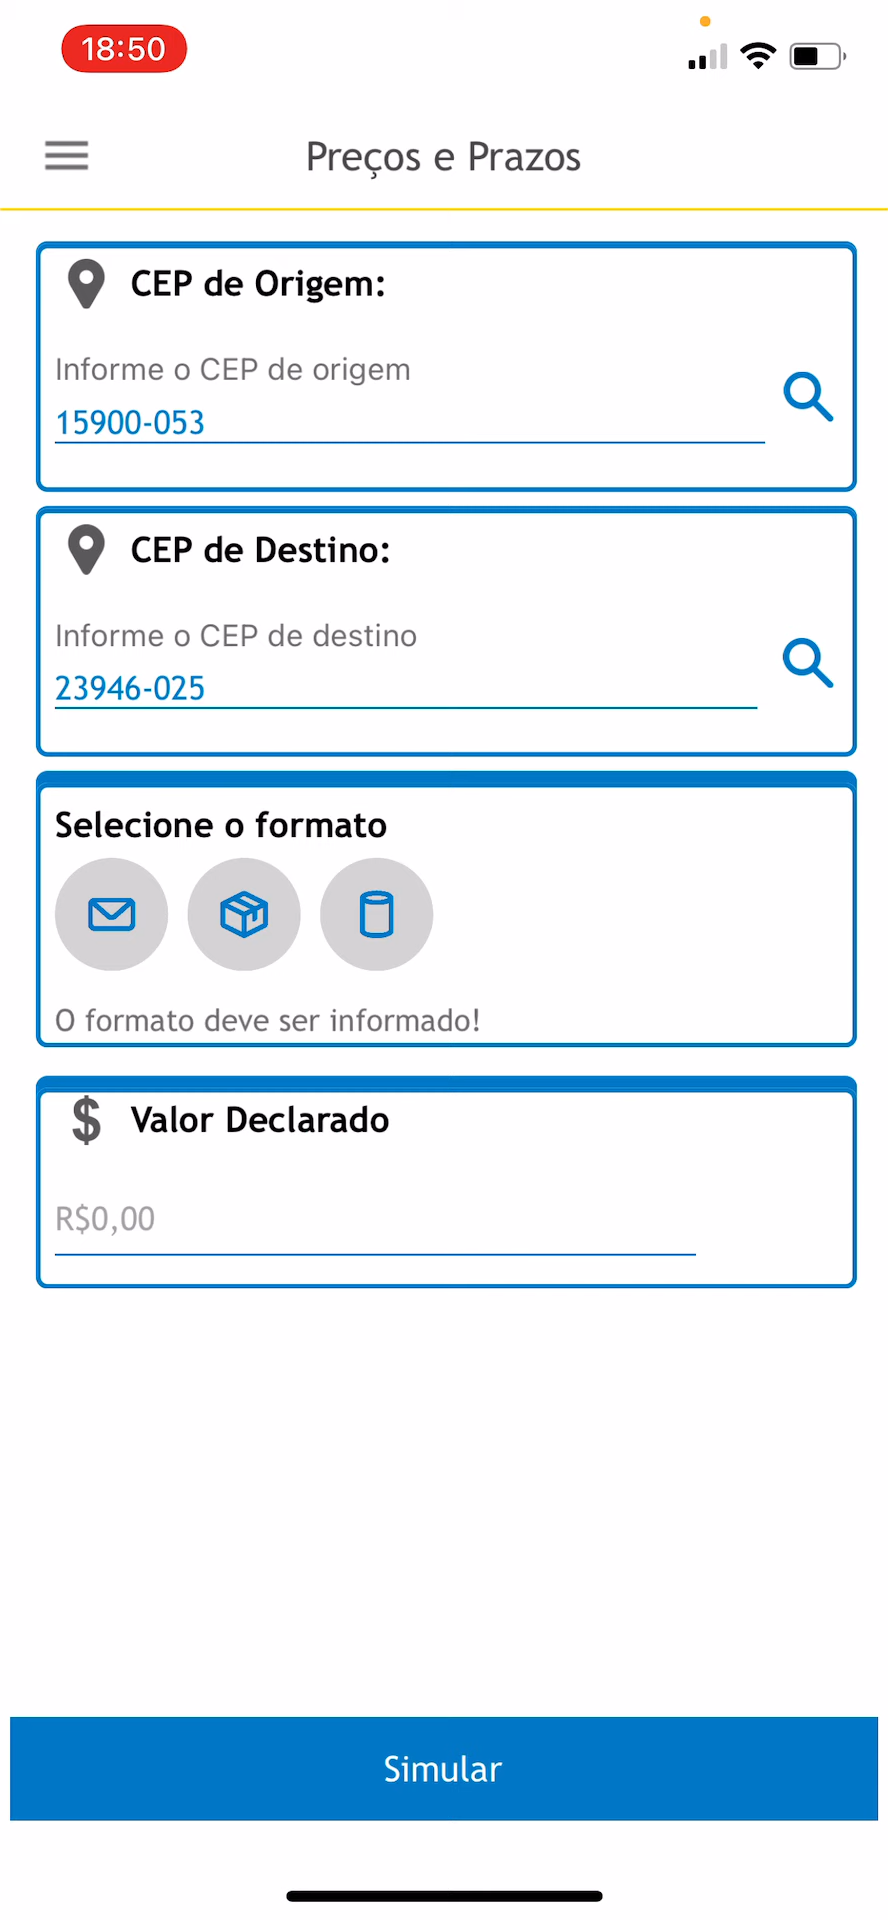 18:50
Preços e Prazos
CEP de Origem:
Informe o CEP de origem
15900-053
CEP de Destino:
Informe o CEP de destino
23946-025
Selecione o formato
O formato deve ser informado!
$ Valor Declarado
R$0,00
Simular